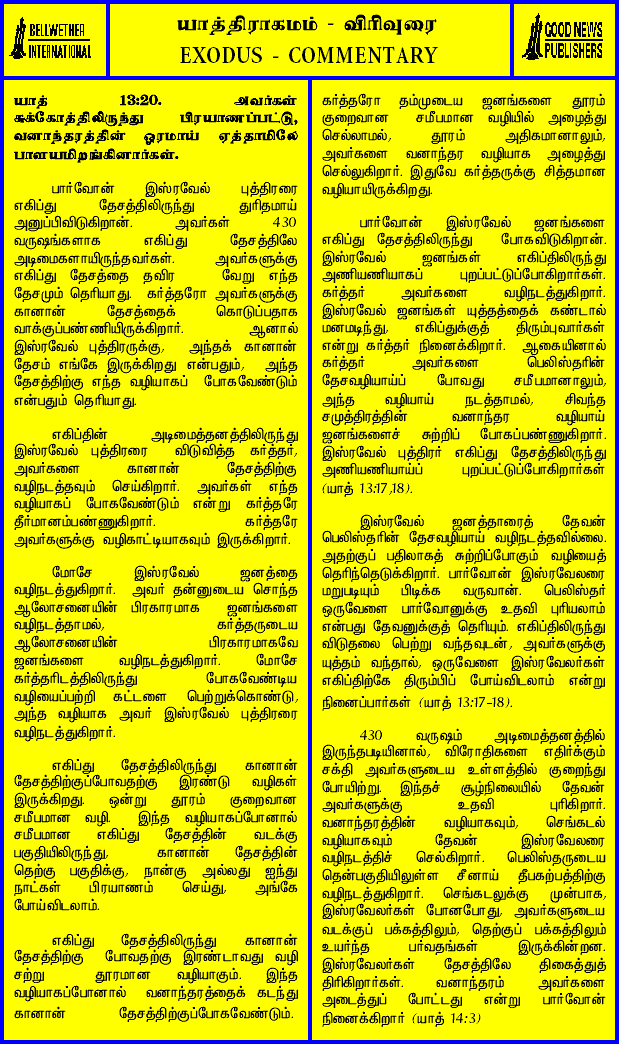 BELLWETHER
INTERNATIONAL
யாத்திராகமம் - விரிவுரை
EXODUS - COMMENTARY
GOOD NEWS
PUBLISHERS
யாத் 13:20. அவர்கள்
சுக்கோத்திலிருந்து பிரயாணப்பட்டு,
வனாந்தரத்தின் ஓரமாய் ஏத்தாமிலே
பாளயமிறங்கினார்கள்.
பார்வோன் இஸ்ரவேல் புத்திரரை
எகிப்து தேசத்திலிருந்து துரிதமாய்
அனுப்பிவிடுகிறான். அவர்கள் 430
வருஷங்களாக எகிப்து தேசத்திலே
அடிமைகளாயிருந்தவர்கள். அவர்களுக்கு
எகிப்து தேசத்தை தவிர வேறு எந்த
தேசமும் தெரியாது. கர்த்தரோ அவர்களுக்கு
கானான் தேசத்தைக் கொடுப்பதாக
வாக்குப்பண்ணியிருக்கிறார். ஆனால்
இஸ்ரவேல் புத்திரருக்கு, அந்தக் கானான்
தேசம் எங்கே இருக்கிறது என்பதும், அந்த
தேசத்திற்கு எந்த வழியாகப் போகவேண்டும்
என்பதும் தெரியாது.
எகிப்தின் அடிமைத்தனத்திலிருந்து
இஸ்ரவேல் புத்திரரை விடுவித்த கர்த்தர்,
அவர்களை கானான் தேசத்திற்கு
வழிநடத்தவும் செய்கிறார். அவர்கள் எந்த
வழியாகப் போகவேண்டும் என்று கர்த்தரே
தீர்மானம்பண்ணுகிறார். கர்த்தரே
அவர்களுக்கு வழிகாட்டியாகவும் இருக்கிறார்.
மோசே இஸ்ரவேல் ஜனத்தை
வழிநடத்துகிறார். அவர் தன்னுடைய சொந்த
ஆலோசனையின் பிரகாரமாக ஜனங்களை
வழிநடத்தாமல், கர்த்தருடைய
ஆலோசனையின் பிரகாரமாகவே
ஜனங்களை வழிநடத்துகிறார். மோசே
கர்த்தரிடத்திலிருந்து போகவேண்டிய
வழியைப்பற்றி கட்டளை பெற்றுக்கொண்டு,
அந்த வழியாக அவர் இஸ்ரவேல் புத்திரரை
வழிநடத்துகிறார்.
எகிப்து தேசத்திலிருந்து கானான்
தேசத்திற்குப்போவதற்கு இரண்டு வழிகள்
இருக்கிறது. ஒன்று தூரம் குறைவான
சமீபமான வழி. இந்த வழியாகப்போனால்
சமீபமான எகிப்து தேசத்தின் வடக்கு
பகுதியிலிருந்து, கானான் தேசத்தின்
தெற்கு பகுதிக்கு, நான்கு அல்லது ஐந்து
நாட்கள் பிரயாணம் செய்து, அங்கே
போய்விடலாம்.
எகிப்து தேசத்திலிருந்து கானான்
தேசத்திற்கு போவதற்கு இரண்டாவது வழி
சற்று தூரமான வழியாகும். இந்த
வழியாகப்போனால் வனாந்தரத்தைக் கடந்து
கானான் தேசத்திற்குப்போகவேண்டும்.
கர்த்தரோ தம்முடைய ஜனங்களை தூரம்
குறைவான சமீபமான வழியில் அழைத்து
செல்லாமல், தூரம் அதிகமானாலும்,
அவர்களை வனாந்தர வழியாக அழைத்து
செல்லுகிறார். இதுவே கர்த்தருக்கு சித்தமான
வழியாயிருக்கிறது.
பார்வோன் இஸ்ரவேல் ஜனங்களை
எகிப்து தேசத்திலிருந்து போகவிடுகிறான்.
இஸ்ரவேல் ஜனங்கள் எகிப்திலிருந்து
அணியணியாகப் புறப்பட்டுப்போகிறார்கள்.
கர்த்தர் அவர்களை வழிநடத்துகிறார்.
இஸ்ரவேல் ஜனங்கள் யுத்தத்தைக் கண்டால்
மனமடிந்து, எகிப்துக்குத் திரும்புவார்கள்
என்று கர்த்தர் நினைக்கிறார். ஆகையினால்
கர்த்தர் அவர்களை பெலிஸ்தரின்
தேசவழியாய்ப் போவது சமீபமானாலும்,
அந்த வழியாய் நடத்தாமல், சிவந்த
சமுத்திரத்தின் வனாந்தர வழியாய்
ஜனங்களைச் சுற்றிப் போகப்பண்ணுகிறார்.
இஸ்ரவேல் புத்திரர் எகிப்து தேசத்திலிருந்து
அணியணியாய்ப் புறப்பட்டுப்போகிறார்கள்
(யாத் 13:17,18).
இஸ்ரவேல் ஜனத்தாரைத் தேவன்
பெலிஸ்தரின் தேசவழியாய் வழிநடத்தவில்லை.
அதற்குப் பதிலாகத் சுற்றிப்போகும் வழியைத்
தெரிந்தெடுக்கிறார். பார்வோன் இஸ்ரவேலரை
மறுபடியும் பிடிக்க வருவான். பெலிஸ்தர்
ஒருவேளை பார்வோனுக்கு உதவி புரியலாம்
என்பது தேவனுக்குத் தெரியும். எகிப்திலிருந்து
விடுதலை பெற்று வந்தவுடன், அவர்களுக்கு
யுத்தம் வந்தால், ஒருவேளை இஸ்ரவேலர்கள்
எகிப்திற்கே திரும்பிப் போய்விடலாம் என்று
நினைப்பார்கள் (யாத் 13:17-18).
430 வருஷம் அடிமைத்தனத்தில்
இருந்தபடியினால், விரோதிகளை எதிர்க்கும்
சக்தி அவர்களுடைய உள்ளத்தில் குறைந்து
போயிற்று. இந்தச் சூழ்நிலையில் தேவன்
அவர்களுக்கு உதவி புரிகிறார்.
வனாந்தரத்தின் வழியாகவும், செங்கடல்
வழியாகவும் தேவன் இஸ்ரவேலரை
வழிநடத்திச் செல்கிறார். பெலிஸ்தருடைய
தென்பகுதியிலுள்ள சீனாய் தீபகற்பத்திற்கு
வழிநடத்துகிறார். செங்கடலுக்கு முன்பாக,
இஸ்ரவேலர்கள் போனபோது, அவர்களுடைய
வடக்குப் பக்கத்திலும், தெற்குப் பக்கத்திலும்
உயர்ந்த பர்வதங்கள் இருக்கின்றன.
இஸ்ரவேலர்கள் தேசத்திலே திகைத்துத்
திரிகிறார்கள். வனாந்தரம் அவர்களை
அடைத்துப் போட்டது என்று பார்வோன்
நினைக்கிறார் (யாத் 14:3)